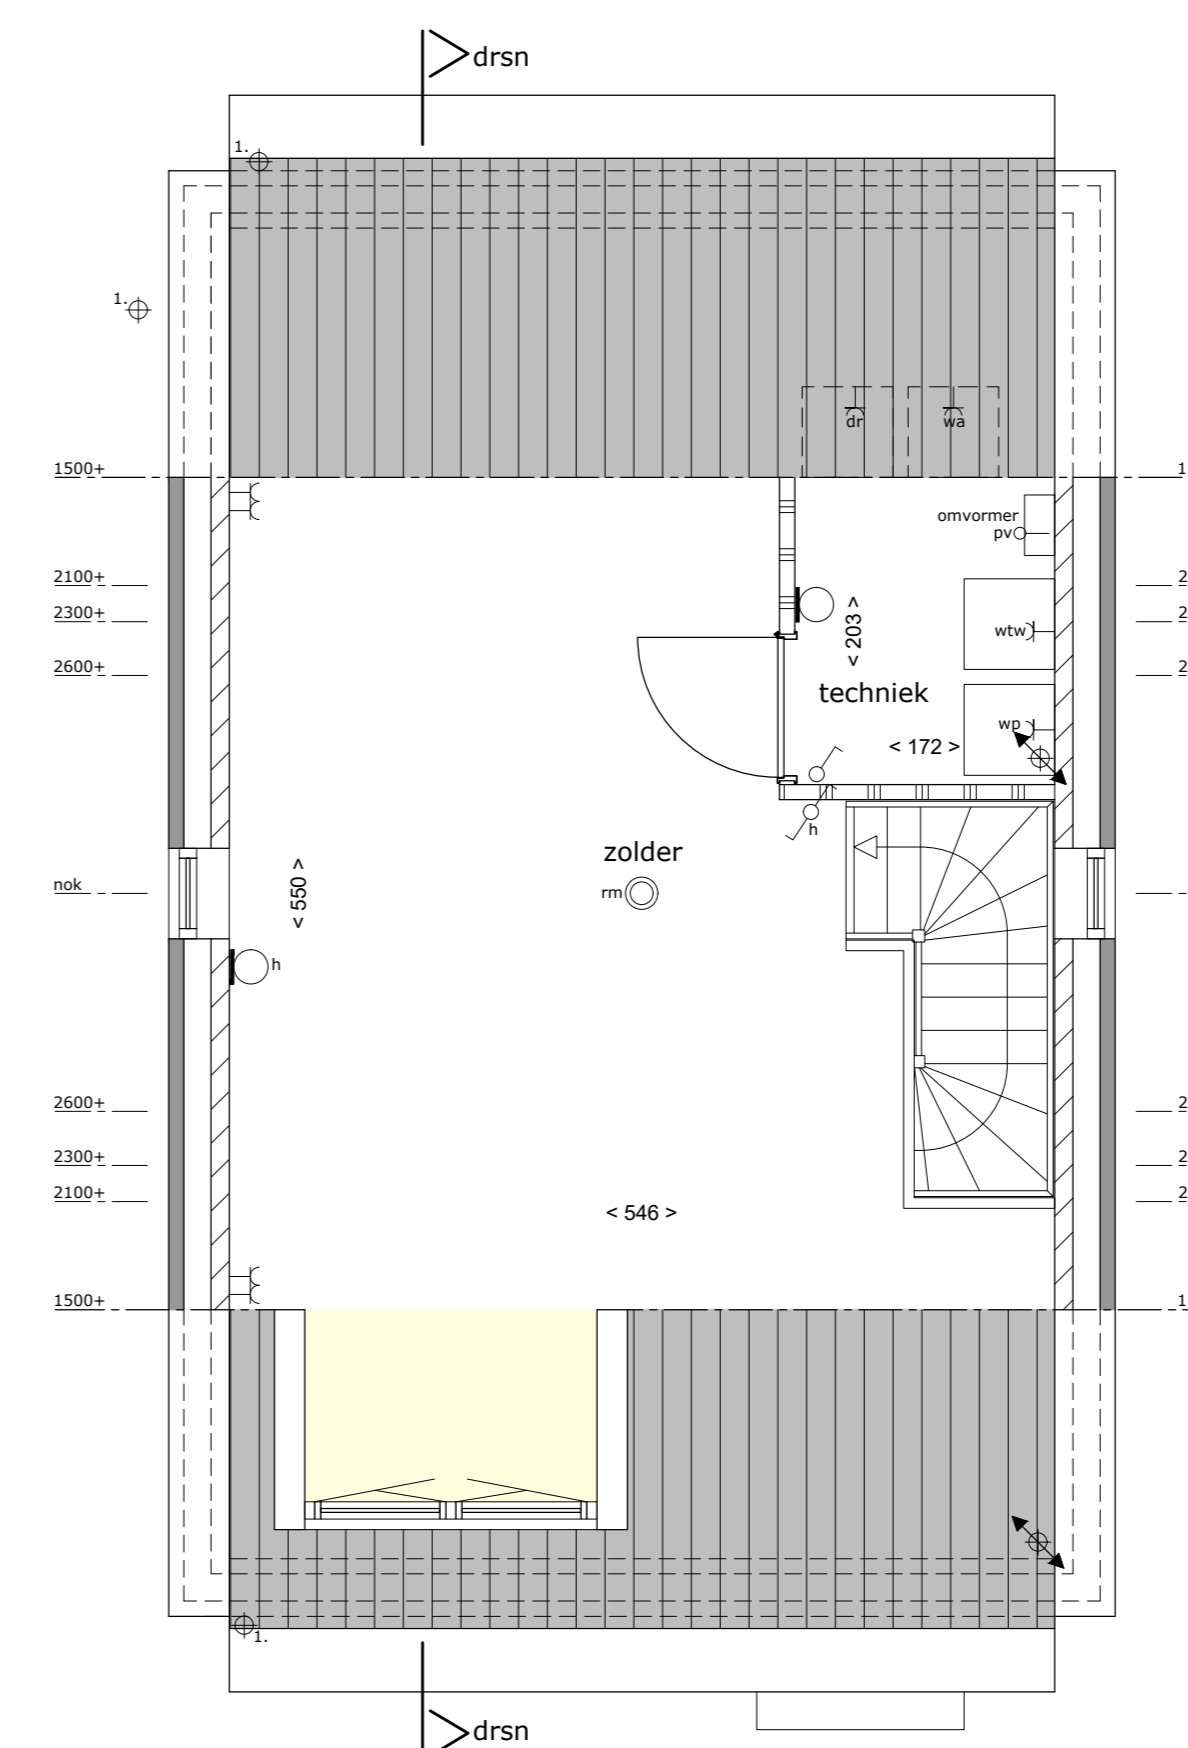 drsn
1.
1.
dr wa
1500+ 1
omvormer
pv
2100+ 2
2300+ 2
< 203 >
wtw
2600+ 2
techniek
wp
< 172 >
h
zolder
nok
rm
< 550 >
h
2600+ 2
2300+ 2
2100+ 2
< 546 >
1500+ 1
1.
drsn